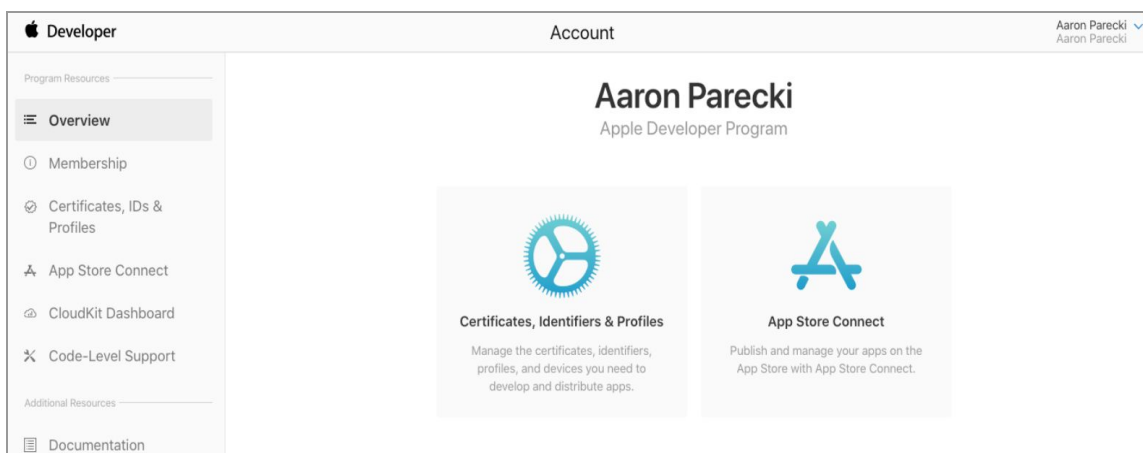 Developer
Account
Aaron Parecki
Aaron Parecki
Program Resources
Overview
Membership
Certificates, IDs &
Profiles
App Store Connect
CloudKit Dashboard
Code-Level Support
Additional Resources
Documentation
Aaron Parecki
Apple Developer Program
Certificates, Identifiers & Profiles
Manage the certificates, identifiers,
profiles, and devices you need to
develop and distribute apps.
App Store Connect
Publish and manage your apps on the
App Store with App Store Connect.